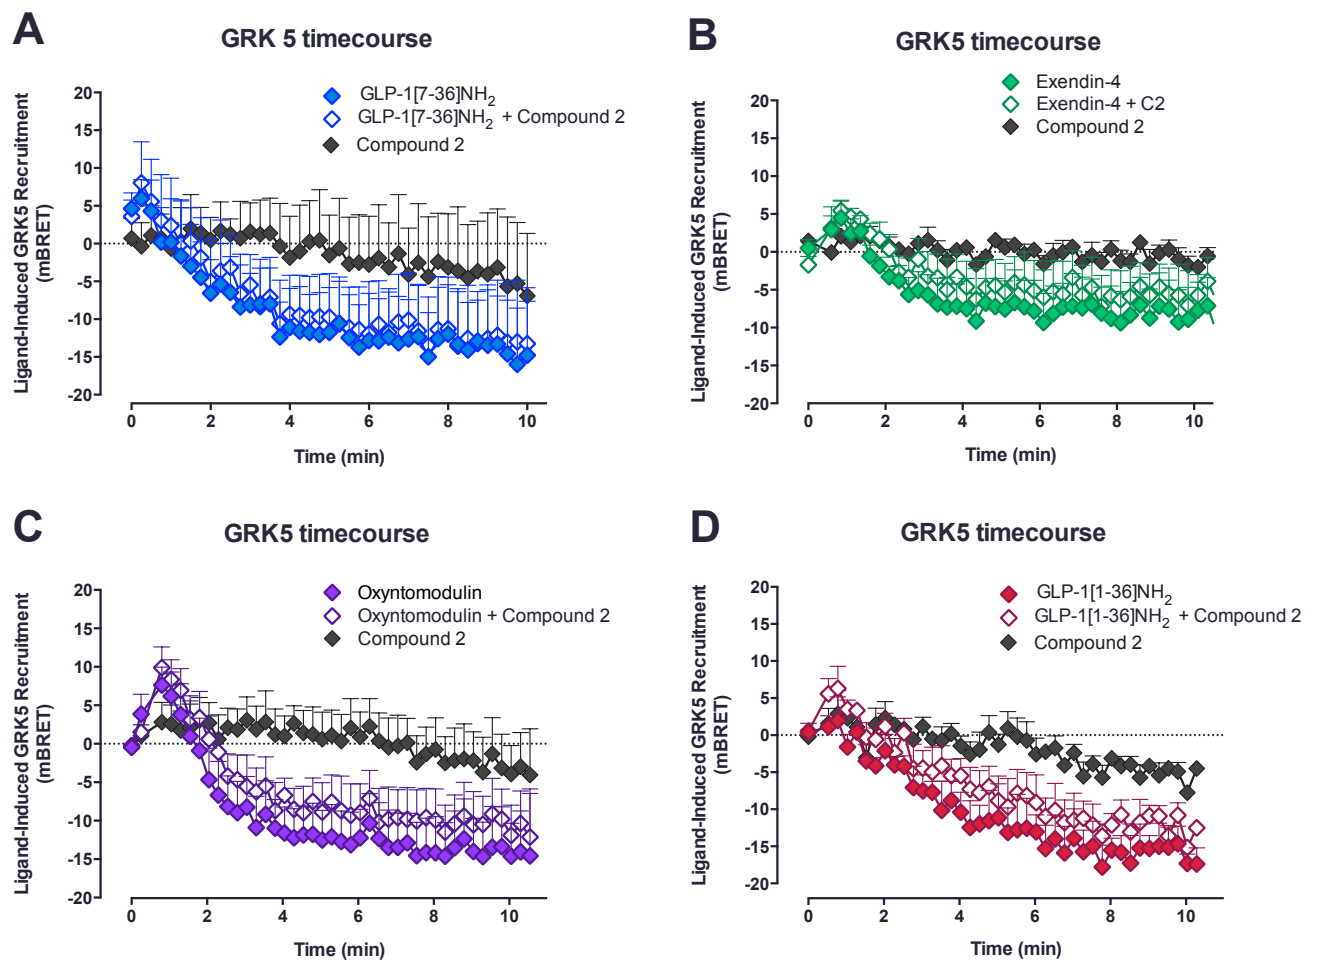 A
GRK 5 timecourse
GLP-1[7-36]NH2
GLP-1[7-36]NH2 + Compound 2
Compound 2
Ligand-Induced GRK5 Recruitment
(mBRET)
20
15
10
5
0
-5
-10
-15
-20
0 2 4 6 8 10
Time (min)
B
GRK5 timecourse
Exendin-4
Exendin-4 + C2
Compound 2
Ligand-Induced GRK5 Recruitment
(mBRET)
20
15
10
5
0
-5
-10
-15
-20
0 2 4 6 8 10
Time (min)
C
GRK5 timecourse
Oxyntomodulin
Oxyntomodulin + Compound 2
Compound 2
Ligand-Induced GRK5 Recruitment
(mBRET)
20
15
10
5
0
-5
-10
-15
-20
0 2 4 6 8 10
Time (min)
D
GRK5 timecourse
GLP-1[1-36]NH2
GLP-1[1-36]NH2 + Compound 2
Compound 2
Ligand-Induced GRK5 Recruitment
(mBRET)
20
15
10
5
0
-5
-10
-15
-20
0 2 4 6 8 10
Time (min)